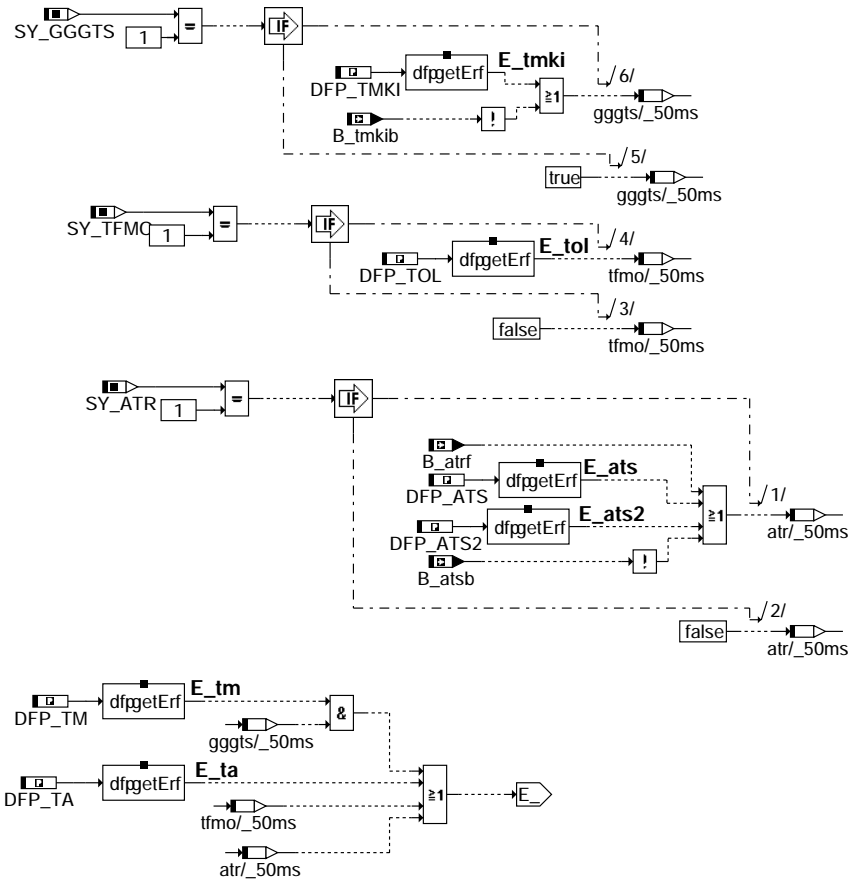 SY_GGGTS
1
=
IF
dfpgetErf
E_tmki
DFP_TMKI
B_tmkib
!
≥1
/6/
gggts/_50ms
/5/
true
gggts/_50ms
SY_TFMO
1
=
IF
dfpgetErf
E_tol
DFP_TOL
/4/
tfmo/_50ms
/3/
false
tfmo/_50ms
SY_ATR
1
=
IF
B_atrf
dfpgetErf
E_ats
DFP_ATS
dfpgetErf
E_ats2
DFP_ATS2
B_atsb
!
≥1
/1/
atr/_50ms
/2/
false
atr/_50ms
dfpgetErf
E_tm
DFP_TM
gggts/_50ms
&
dfpgetErf
E_ta
DFP_TA
tfmo/_50ms
atr/_50ms
≥1
E_